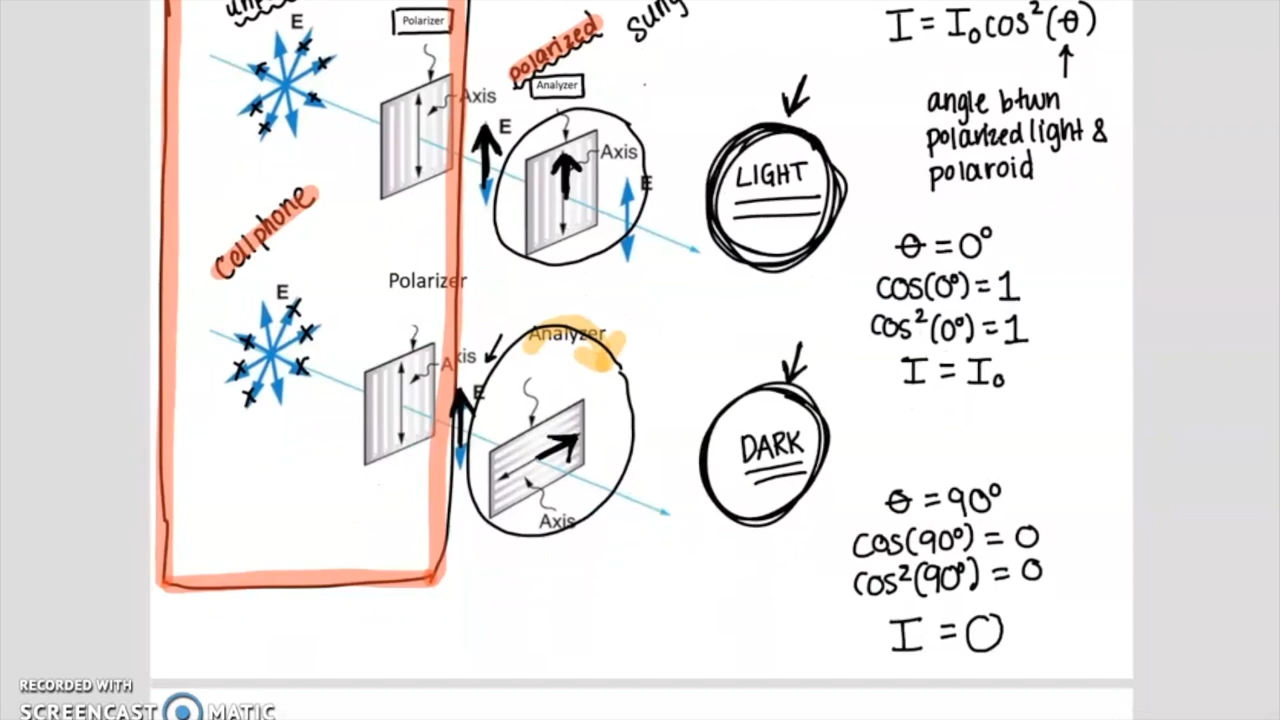 E
Polarizer
Axis
polarized
Analyzer
E
Axis
E
LIGHT
I = I₀cos²(θ)
angle btwn
polarized light &
polaroid
θ = 0°
cos(0°) = 1
cos²(0°) = 1
I = I₀
Cellphone
E
Polarizer
Axis
E
Analyzer
Axis
DARK
θ = 90°
cos(90°) = 0
cos²(90°) = 0
I = 0
RECORDED WITH
SCREENCAST MATIC